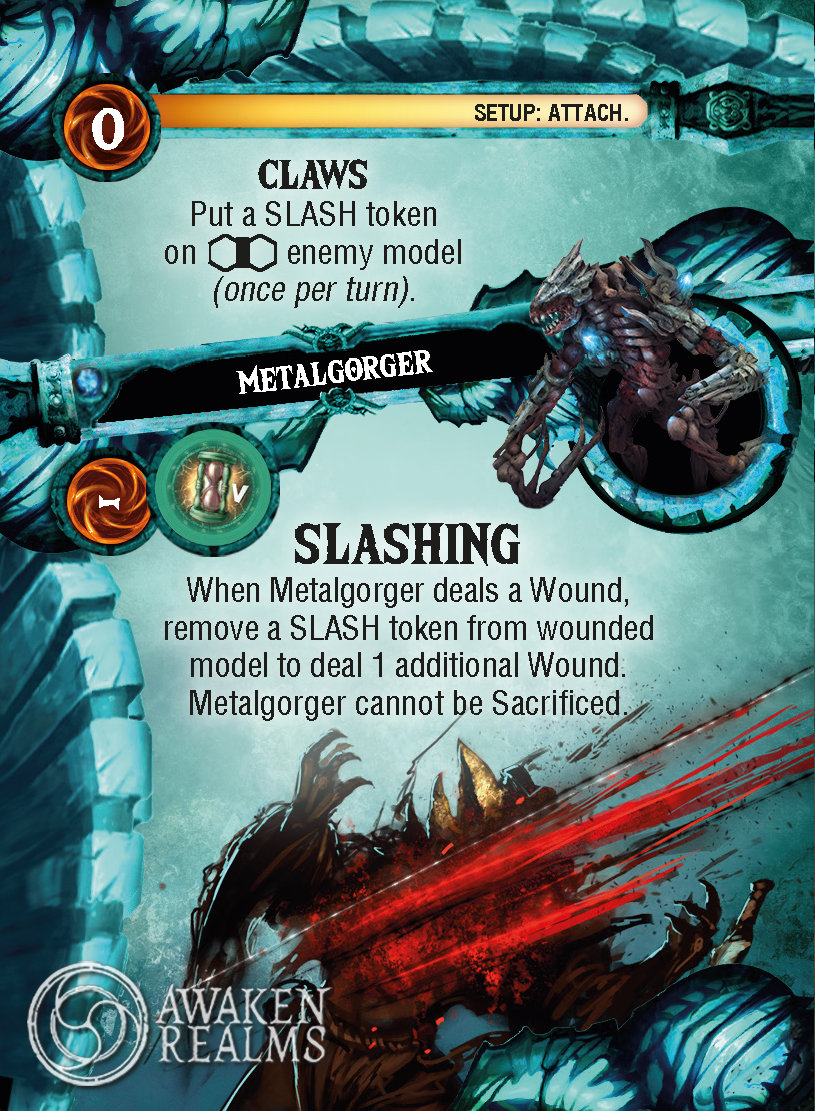 0
SETUP: ATTACH.
CLAWS
Put a SLASH token
on enemy model
(once per turn).
METALGORGER
-
V
SLASHING
When Metalgorger deals a Wound,
remove a SLASH token from wounded
model to deal 1 additional Wound.
Metalgorger cannot be Sacrificed.
AWAKEN
REALMS